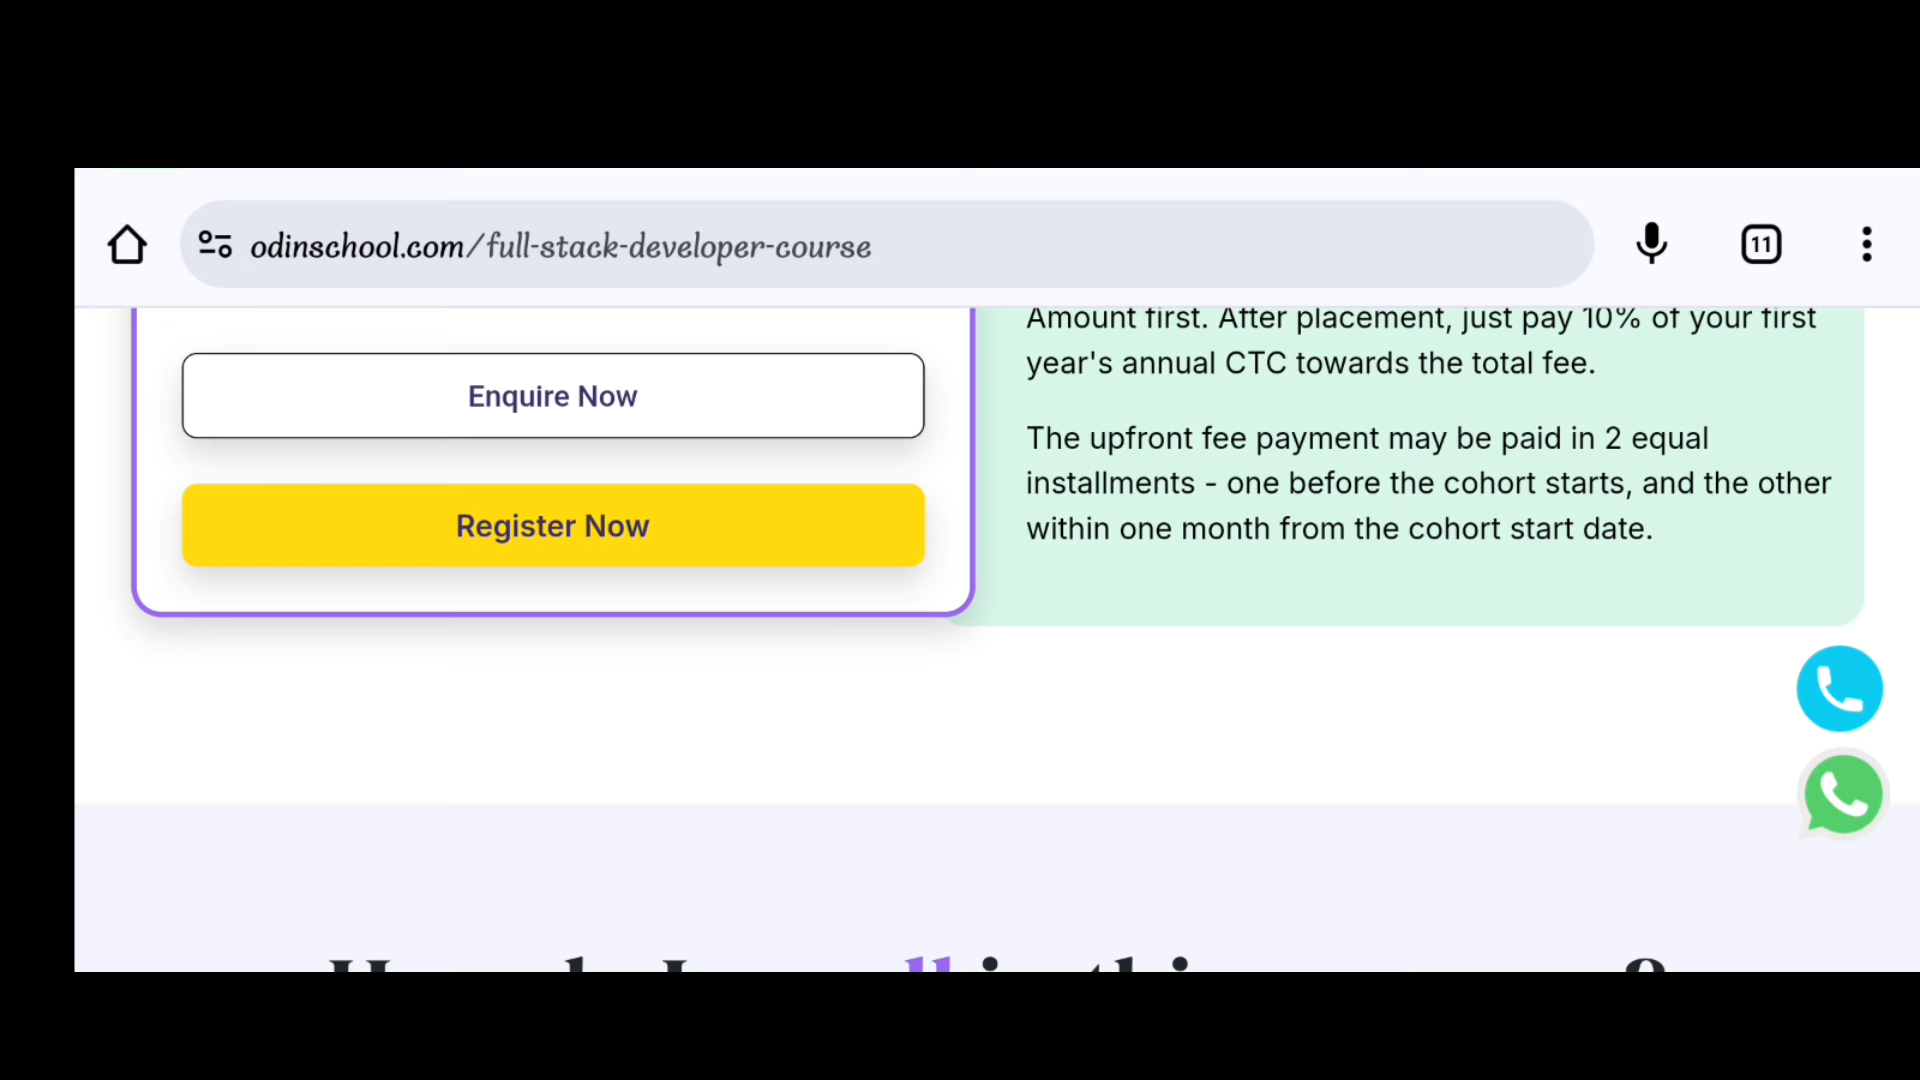 odinschool.com/full-stack-developer-course
11
Enquire Now
Register Now
Amount first. After placement, just pay 10% of your first
year's annual CTC towards the total fee.
The upfront fee payment may be paid in 2 equal
installments - one before the cohort starts, and the other
within one month from the cohort start date.